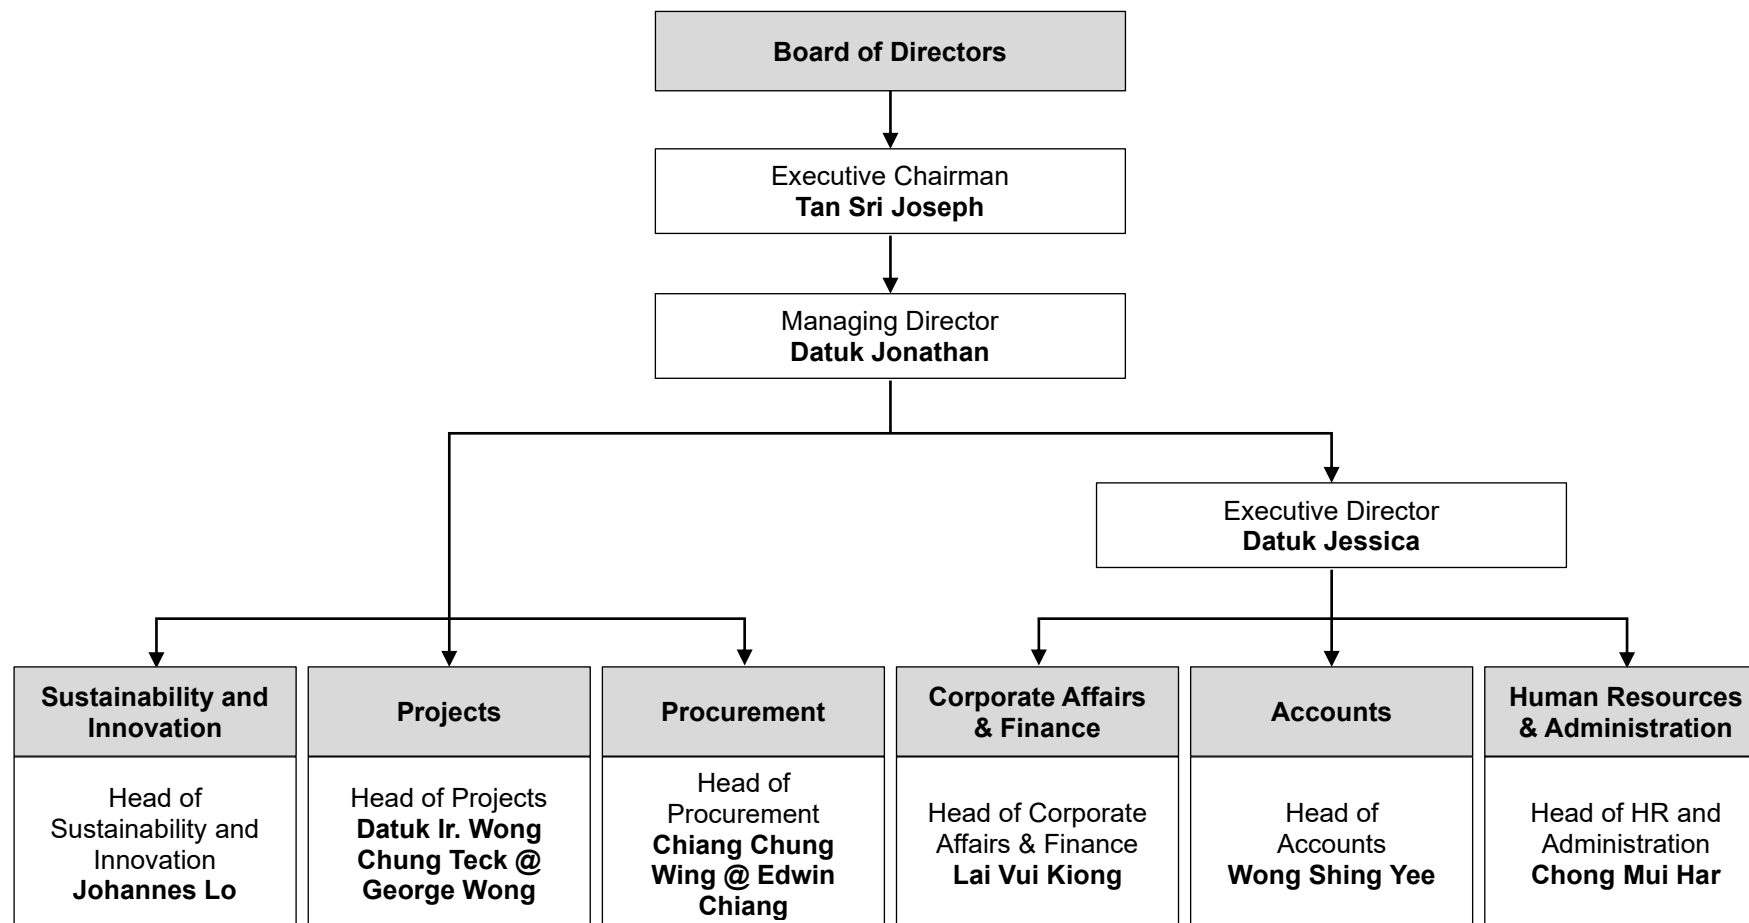 Board of Directors
Executive Chairman
Tan Sri Joseph
Managing Director
Datuk Jonathan
Executive Director
Datuk Jessica
Sustainability and
Innovation
Head of
Sustainability and
Innovation
Johannes Lo
Projects
Head of Projects
Datuk Ir. Wong
Chung Teck @
George Wong
Procurement
Head of
Procurement
Chiang Chung
Wing @ Edwin
Chiang
Corporate Affairs
& Finance
Head of Corporate
Affairs & Finance
Lai Vui Kiong
Accounts
Head of
Accounts
Wong Shing Yee
Human Resources
& Administration
Head of HR and
Administration
Chong Mui Har